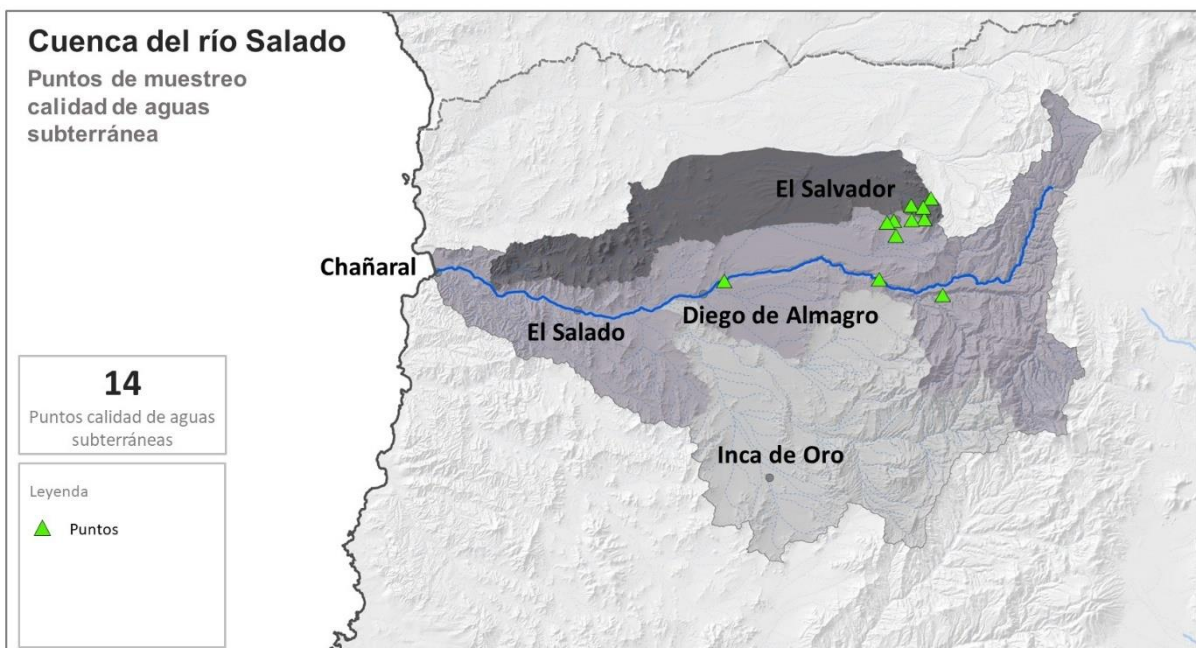 Cuenca del río Salado
Puntos de muestreo
calidad de aguas
subterránea
El Salvador
Chañaral
Diego de Almagro
El Salado
Inca de Oro
14
Puntos calidad de aguas
subterráneas
Leyenda
Puntos